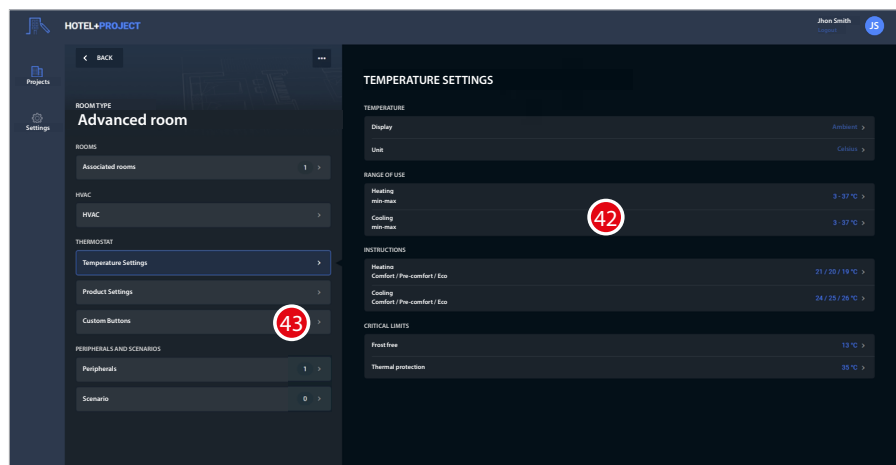 HOTEL+PROJECT
Jhon Smith
Logout
JS
Projects
Settings
BACK
ROOM TYPE
Advanced room
ROOMS
Associated rooms 1
HVAC
HVAC
THERMOSTAT
Temperature Settings
Product Settings
Custom Buttons
43
PERIPHERALS AND SCENARIOS
Peripherals 1
Scenario 0
TEMPERATURE SETTINGS
TEMPERATURE
Display Ambient
Unit Celsius
RANGE OF USE
Heating
min-max 3 - 37 °C
Cooling
min-max 3 - 37 °C
42
INSTRUCTIONS
Heating
Comfort / Pre-comfort / Eco 21 / 20 / 19 °C
Cooling
Comfort / Pre-comfort / Eco 24 / 25 / 26 °C
CRITICAL LIMITS
Frost free 13 °C
Thermal protection 35 °C